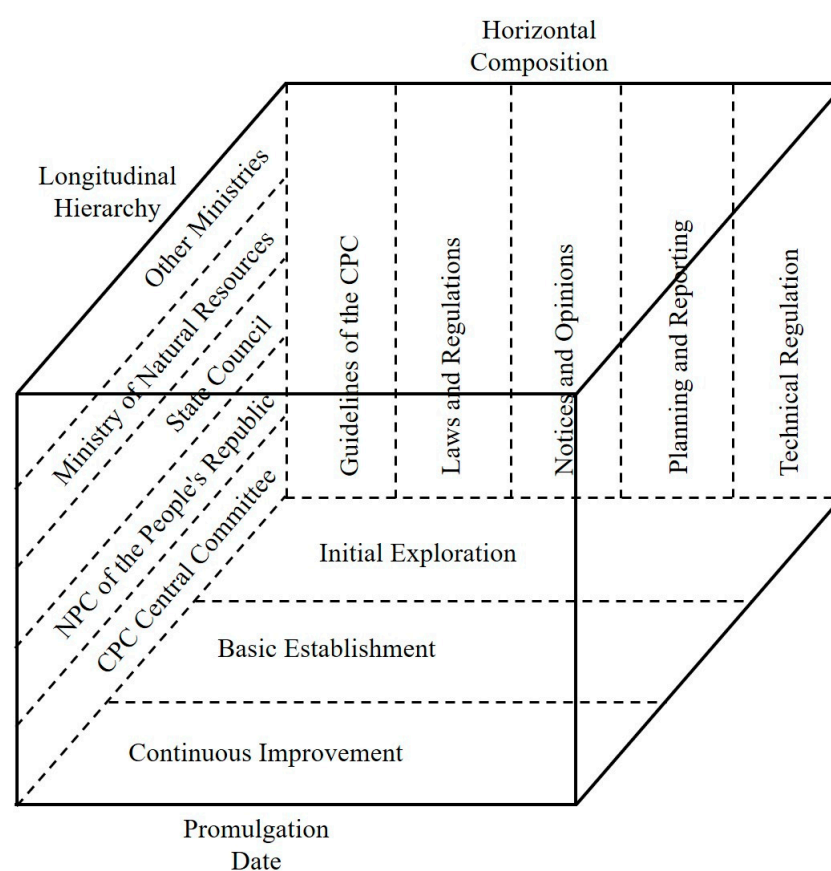 Horizontal
Composition
Longitudinal
Hierarchy
Other Ministries
Ministry of Natural Resources
State Council
NPC of the People's Republic
CPC Central Committee
Guidelines of the CPC
Laws and Regulations
Notices and Opinions
Planning and Reporting
Technical Regulation
Initial Exploration
Basic Establishment
Continuous Improvement
Promulgation
Date